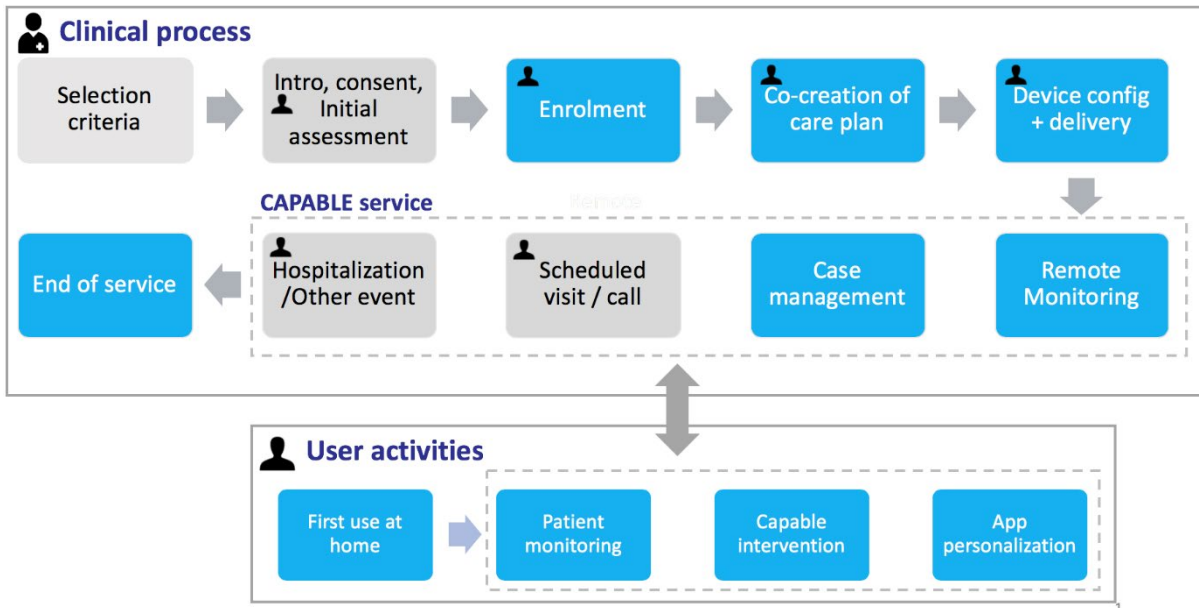 Clinical process
Selection
criteria
Intro, consent,
Initial
assessment
Enrolment
Co-creation of
care plan
Device config
+ delivery
CAPABLE service
Remote
End of service
Hospitalization
/Other event
Scheduled
visit / call
Case
management
Remote
Monitoring
User activities
First use at
home
Patient
monitoring
Capable
intervention
App
personalization